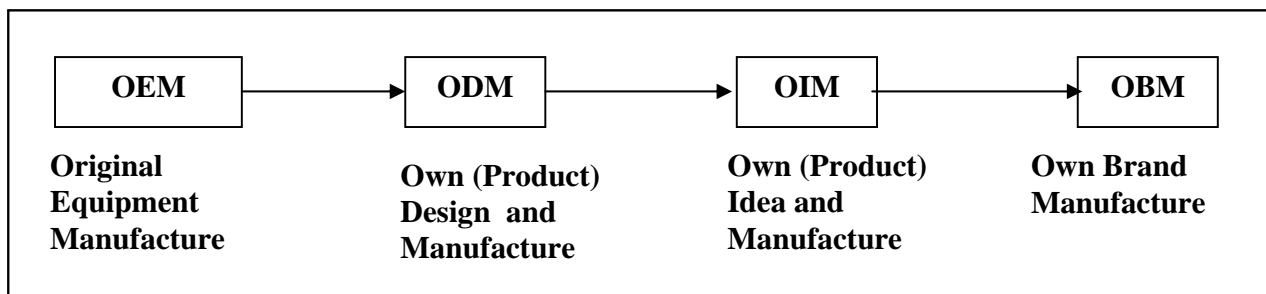 OEM
ODM
OIM
OBM
Original
Equipment
Manufacture
Own (Product)
Design and
Manufacture
Own (Product)
Idea and
Manufacture
Own Brand
Manufacture